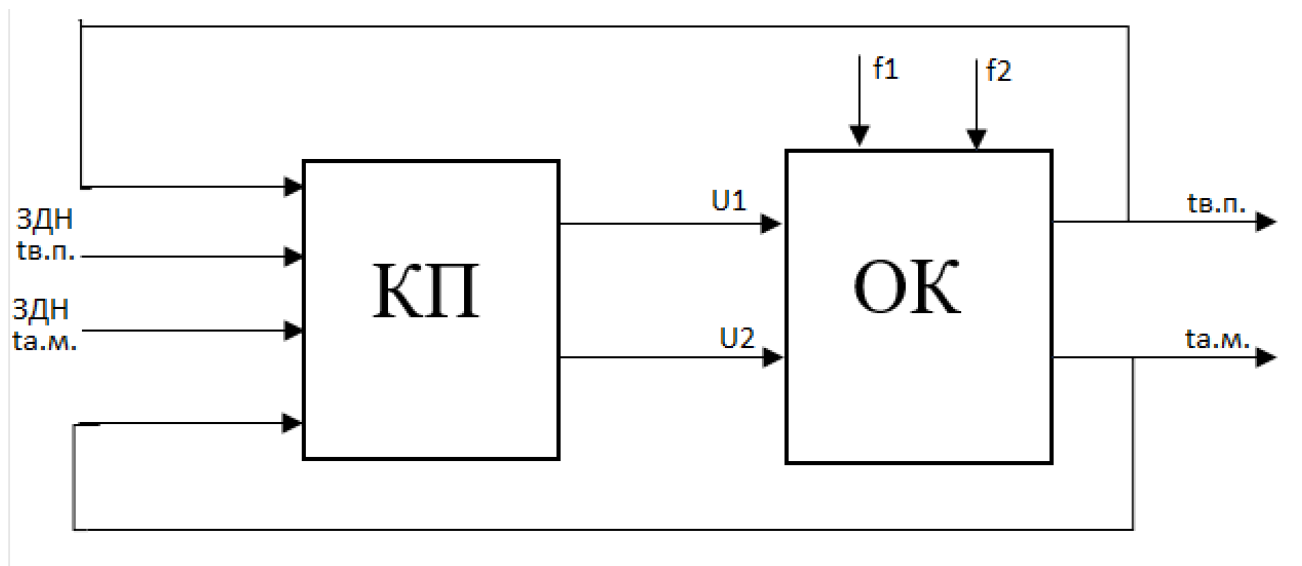 f1
f2
ЗДН
tв.п.
ЗДН
tа.м.
КП
U1
U2
ОК
tв.п.
tа.м.